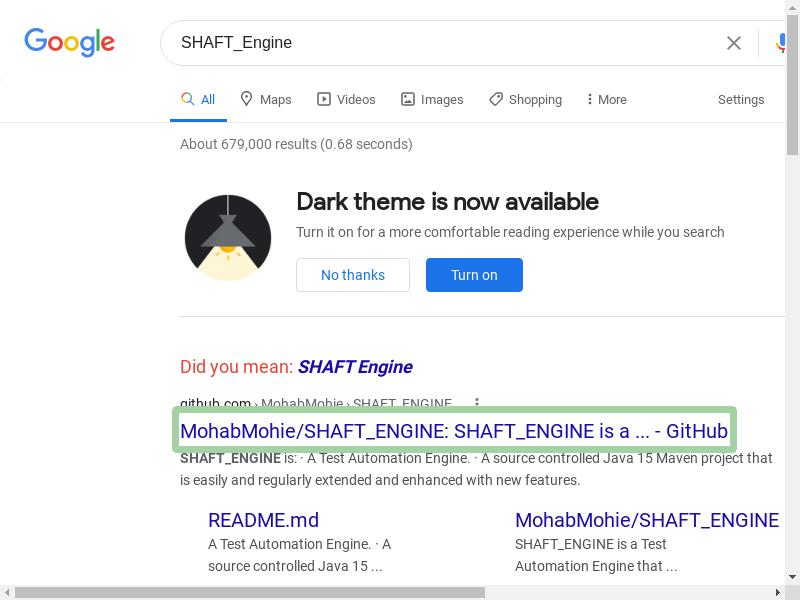 Google
SHAFT_Engine
All Maps Videos Images Shopping More Settings
About 679,000 results (0.68 seconds)
Dark theme is now available
Turn it on for a more comfortable reading experience while you search
No thanks Turn on
Did you mean: SHAFT Engine
github.com › MohabMohie › SHAFT_ENGINE
MohabMohie/SHAFT_ENGINE: SHAFT_ENGINE is a ... - GitHub
SHAFT_ENGINE is: · A Test Automation Engine. · A source controlled Java 15 Maven project that
is easily and regularly extended and enhanced with new features.
README.md
A Test Automation Engine. · A
source controlled Java 15 ...
MohabMohie/SHAFT_ENGINE
SHAFT_ENGINE is a Test
Automation Engine that ...